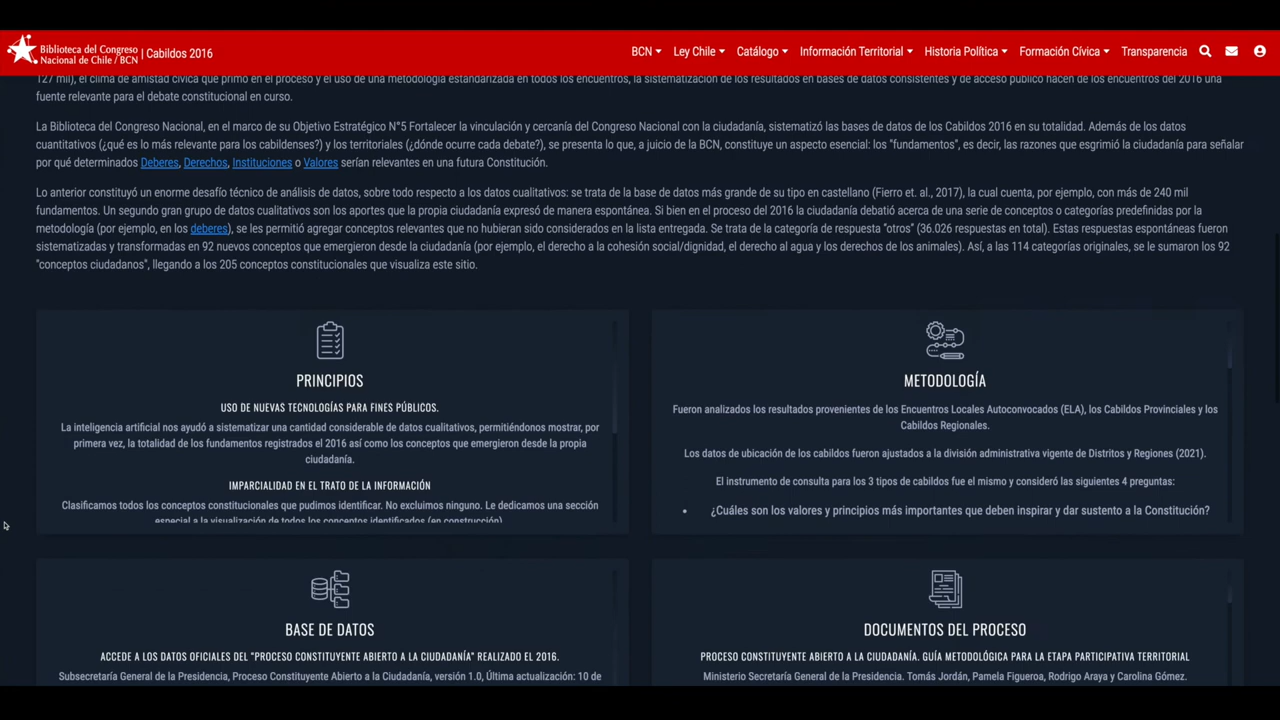 Biblioteca del Congreso
Nacional de Chile / BCN | Cabildos 2016
BCN Ley Chile Catálogo Información Territorial Historia Política Formación Cívica Transparencia
127 mil), el clima de amistad cívica que primó en el proceso y el uso de una metodología estandarizada en todos los encuentros, la sistematización de los resultados en bases de datos consistentes y de acceso público hacen de los encuentros del 2016 una
fuente relevante para el debate constitucional en curso.
La Biblioteca del Congreso Nacional, en el marco de su Objetivo Estratégico N°5 Fortalecer la vinculación y cercanía del Congreso Nacional con la ciudadanía, sistematizó las bases de datos de los Cabildos 2016 en su totalidad. Además de los datos
cuantitativos (¿qué es lo más relevante para los cabildenses?) y los territoriales (¿dónde ocurre cada debate?), se presenta lo que, a juicio de la BCN, constituye un aspecto esencial: los "fundamentos", es decir, las razones que esgrimió la ciudadanía para señalar
por qué determinados Deberes, Derechos, Instituciones o Valores serían relevantes en una futura Constitución.
Lo anterior constituyó un enorme desafío técnico de análisis de datos, sobre todo respecto a los datos cualitativos: se trata de la base de datos más grande de su tipo en castellano (Fierro et. al., 2017), la cual cuenta, por ejemplo, con más de 240 mil
fundamentos. Un segundo gran grupo de datos cualitativos son los aportes que la propia ciudadanía expresó de manera espontánea. Si bien en el proceso del 2016 la ciudadanía debatió acerca de una serie de conceptos o categorías predefinidas por la
metodología (por ejemplo, en los deberes), se les permitió agregar conceptos relevantes que no hubieran sido considerados en la lista entregada. Se trata de la categoría de respuesta "otros" (36.026 respuestas en total). Estas respuestas espontáneas fueron
sistematizadas y transformadas en 92 nuevos conceptos que emergieron desde la ciudadanía (por ejemplo, el derecho a la cohesión social/dignidad, el derecho al agua y los derechos de los animales). Así, a las 114 categorías originales, se le sumaron los 92
"conceptos ciudadanos", llegando a los 205 conceptos constitucionales que visualiza este sitio.
PRINCIPIOS
USO DE NUEVAS TECNOLOGÍAS PARA FINES PÚBLICOS.
La inteligencia artificial nos ayudó a sistematizar una cantidad considerable de datos cualitativos, permitiéndonos mostrar, por
primera vez, la totalidad de los fundamentos registrados el 2016 así como los conceptos que emergieron desde la propia
ciudadanía.
IMPARCIALIDAD EN EL TRATO DE LA INFORMACIÓN
Clasificamos todos los conceptos constitucionales que pudimos identificar. No excluimos ninguno. Le dedicamos una sección
especial a la visualización de todos los conceptos identificados (en construcción).
METODOLOGÍA
Fueron analizados los resultados provenientes de los Encuentros Locales Autoconvocados (ELA), los Cabildos Provinciales y los
Cabildos Regionales.
Los datos de ubicación de los cabildos fueron ajustados a la división administrativa vigente de Distritos y Regiones (2021).
El instrumento de consulta para los 3 tipos de cabildos fue el mismo y consideró las siguientes 4 preguntas:
• ¿Cuáles son los valores y principios más importantes que deben inspirar y dar sustento a la Constitución?
BASE DE DATOS
ACCEDE A LOS DATOS OFICIALES DEL "PROCESO CONSTITUYENTE ABIERTO A LA CIUDADANÍA" REALIZADO EL 2016.
Subsecretaría General de la Presidencia, Proceso Constituyente Abierto a la Ciudadanía, versión 1.0, Última actualización: 10 de
DOCUMENTOS DEL PROCESO
PROCESO CONSTITUYENTE ABIERTO A LA CIUDADANÍA. GUÍA METODOLÓGICA PARA LA ETAPA PARTICIPATIVA TERRITORIAL
Ministerio Secretaría General de la Presidencia. Tomás Jordán, Pamela Figueroa, Rodrigo Araya y Carolina Gómez.